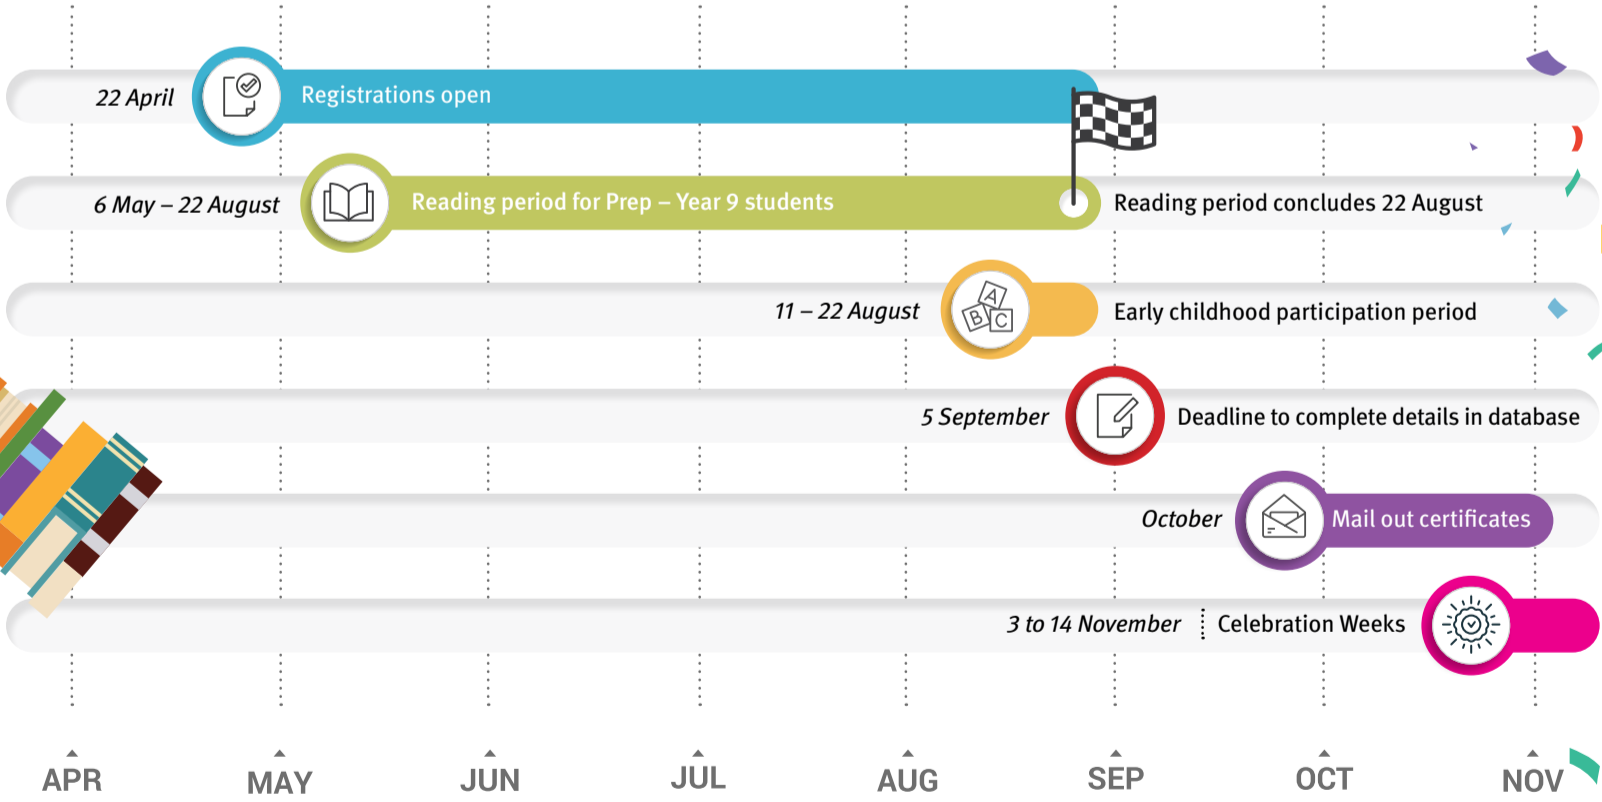 22 April
Registrations open
6 May – 22 August
Reading period for Prep – Year 9 students
Reading period concludes 22 August
11 – 22 August
A
B
C
Early childhood participation period
5 September
Deadline to complete details in database
October
Mail out certificates
3 to 14 November
Celebration Weeks
APR MAY JUN JUL AUG SEP OCT NOV